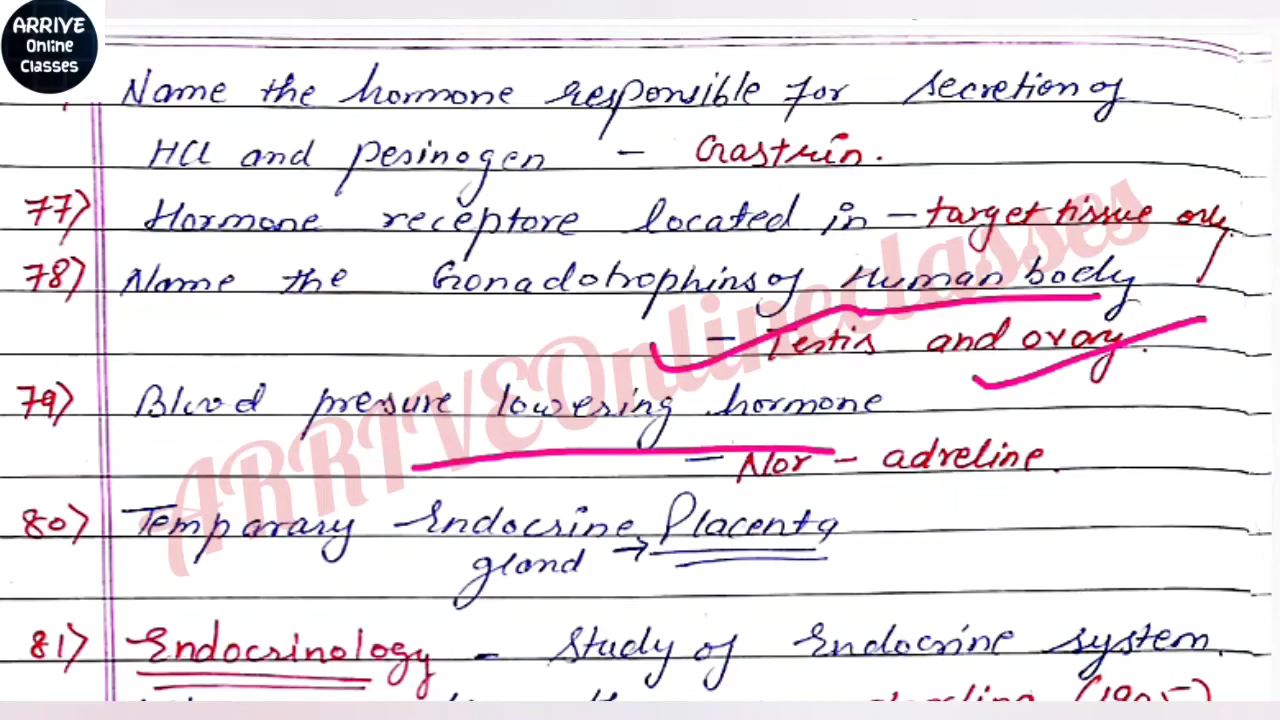 ARRIVE
Online
Classes
Name the hormone responsible for secretion of
HCl and pesinogen - Gastrin.
77) Hormone receptore located in - target tissue only.
78) Name the Gonadotrophins of Human body
- Testis and ovary.
79) Blood pressure lowering hormone
- Nor - adreline.
80) Temparary Endocrine Placenta
gland →
81) Endocrinology - Study of Endocrine system.
(1905)
ARRIVEOnlineclasses